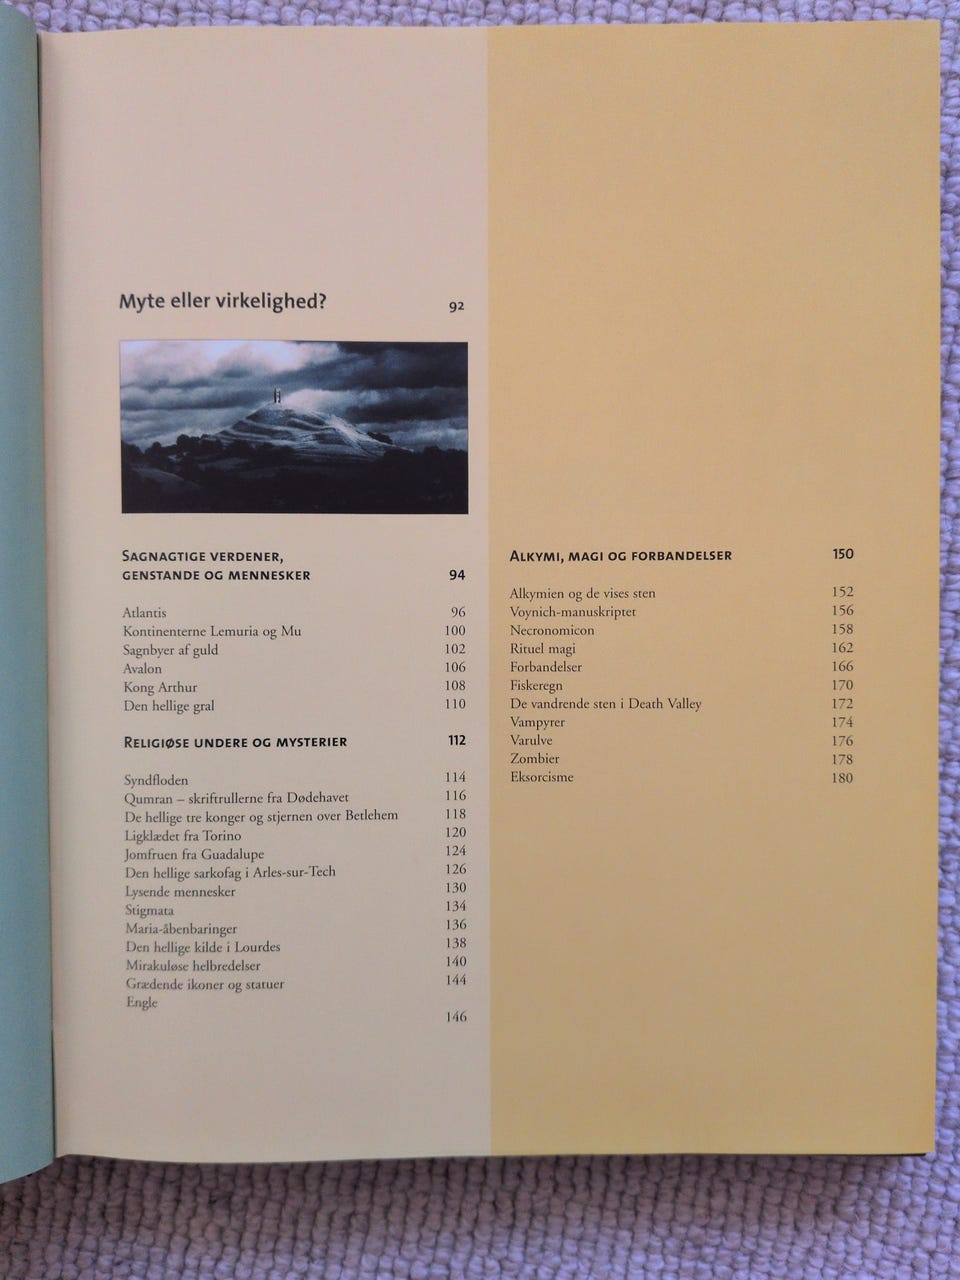 Myte eller virkelighed? 92
SAGNAGTIGE VERDENER,
GENSTANDE OG MENNESKER 94
Atlantis 96
Kontinenterne Lemuria og Mu 100
Sagnbyer af guld 102
Avalon 106
Kong Arthur 108
Den hellige gral 110
RELIGIØSE UNDERE OG MYSTERIER 112
Syndfloden 114
Qumran – skriftrullerne fra Dødehavet 116
De hellige tre konger og stjernen over Betlehem 118
Ligklædet fra Torino 120
Jomfruen fra Guadalupe 124
Den hellige sarkofag i Arles-sur-Tech 126
Lysende mennesker 130
Stigmata 134
Maria-åbenbaringer 136
Den hellige kilde i Lourdes 138
Mirakuløse helbredelser 140
Grædende ikoner og statuer 144
Engle
146
ALKYMI, MAGI OG FORBANDELSER 150
Alkymien og de vises sten 152
Voynich-manuskriptet 156
Necronomicon 158
Rituel magi 162
Forbandelser 166
Fiskeregn 170
De vandrende sten i Death Valley 172
Vampyrer 174
Varulve 176
Zombier 178
Eksorcisme 180